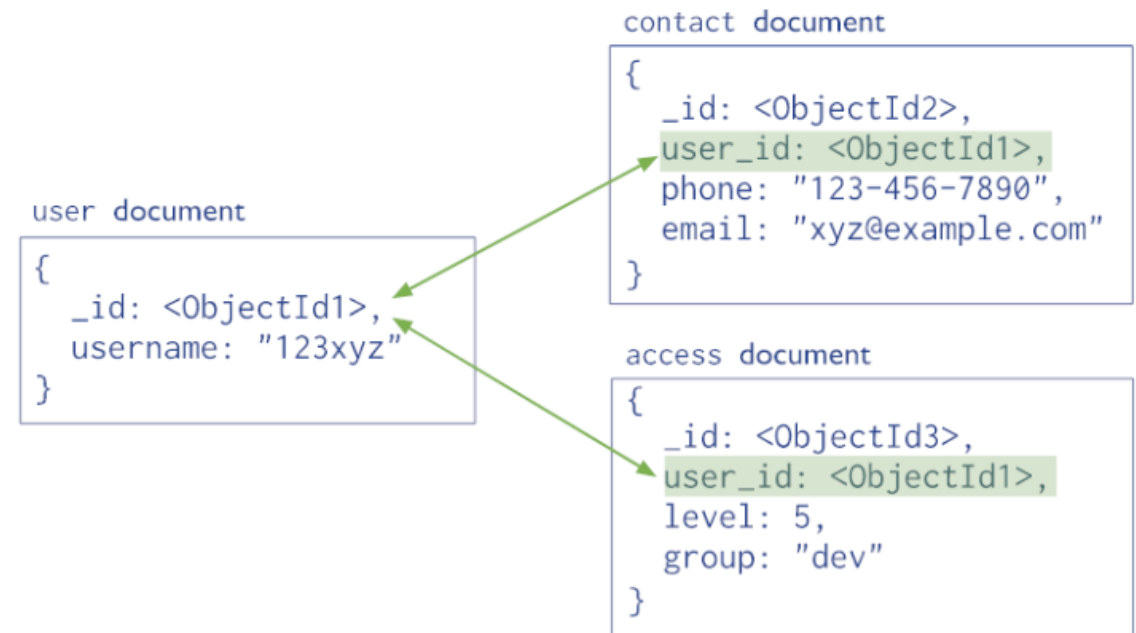 user document
{
_id: <ObjectId1>,
username: "123xyz"
}
contact document
{
_id: <ObjectId2>,
user_id: <ObjectId1>,
phone: "123-456-7890",
email: "xyz@example.com"
}
access document
{
_id: <ObjectId3>,
user_id: <ObjectId1>,
level: 5,
group: "dev"
}